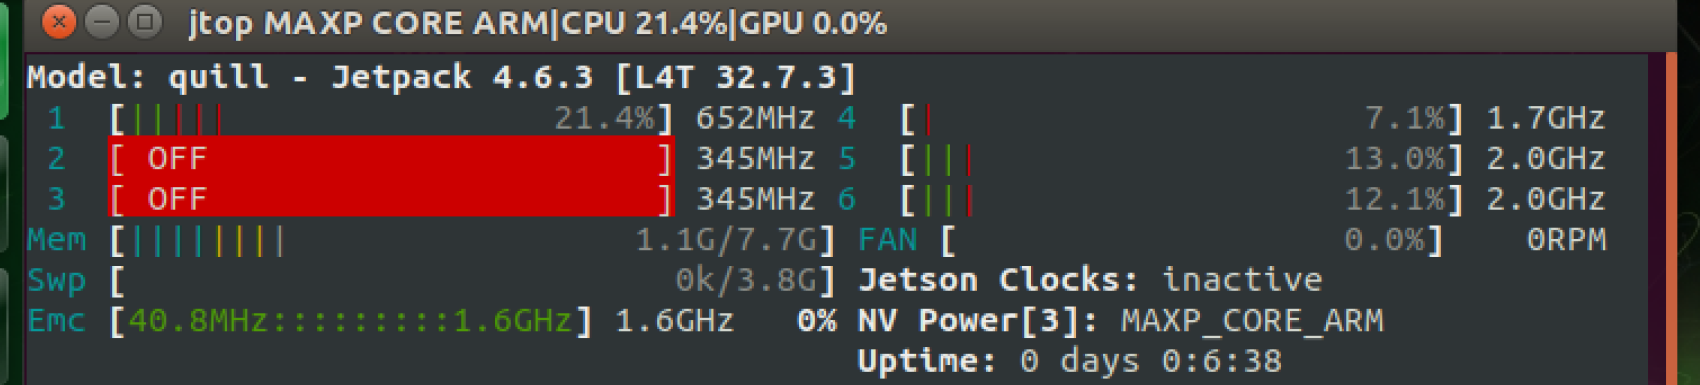 jtop MAXP CORE ARM|CPU 21.4%|GPU 0.0%
Model: quill - Jetpack 4.6.3 [L4T 32.7.3]
1 [||||| 21.4%] 652MHz 4 [| 7.1%] 1.7GHz
2 [ OFF ] 345MHz 5 [||| 13.0%] 2.0GHz
3 [ OFF ] 345MHz 6 [||| 12.1%] 2.0GHz
Mem [|||||||| 1.1G/7.7G] FAN [ 0.0%] 0RPM
Swp [ 0k/3.8G] Jetson Clocks: inactive
Emc [40.8MHz:::::::::1.6GHz] 1.6GHz 0% NV Power[3]: MAXP_CORE_ARM
Uptime: 0 days 0:6:38